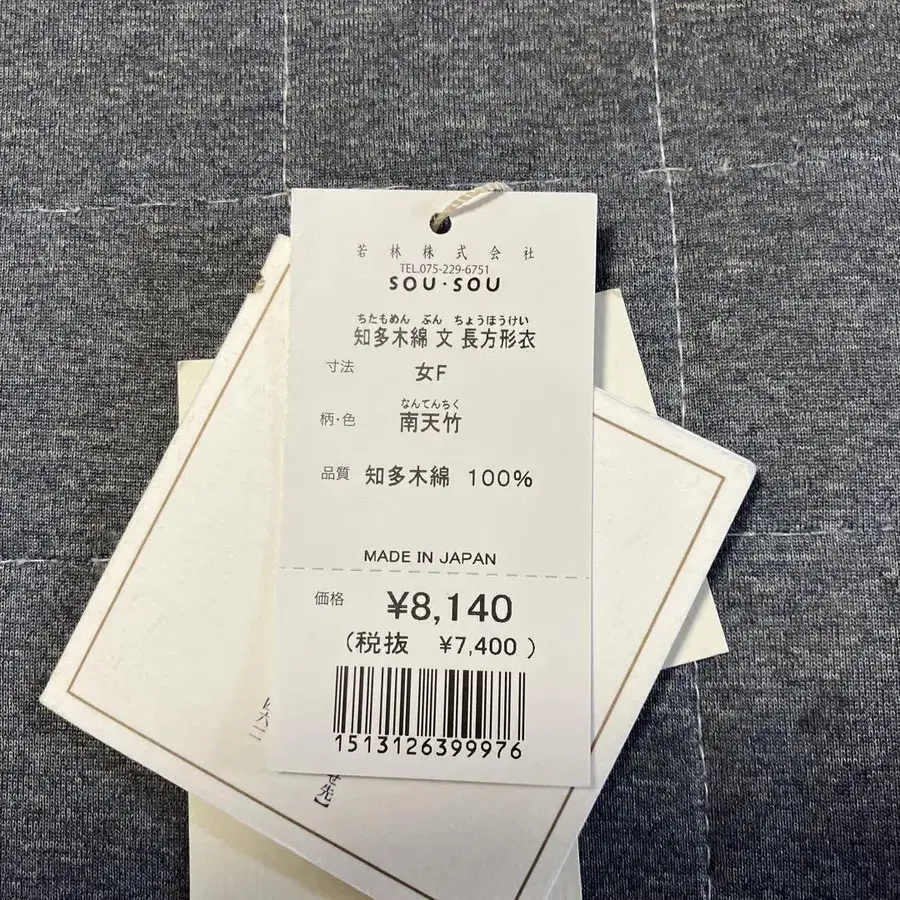 若林株式会社
TEL.075-229-6751
SOU・SOU
ちたもめん ぶん ちょうほうけい
知多木綿 文 長方形衣
寸法 女F
なんてんちく
柄・色 南天竹
品質 知多木綿 100%
MADE IN JAPAN
価格 ¥8,140
(税抜 ¥7,400 )
1513126399976
せ先】